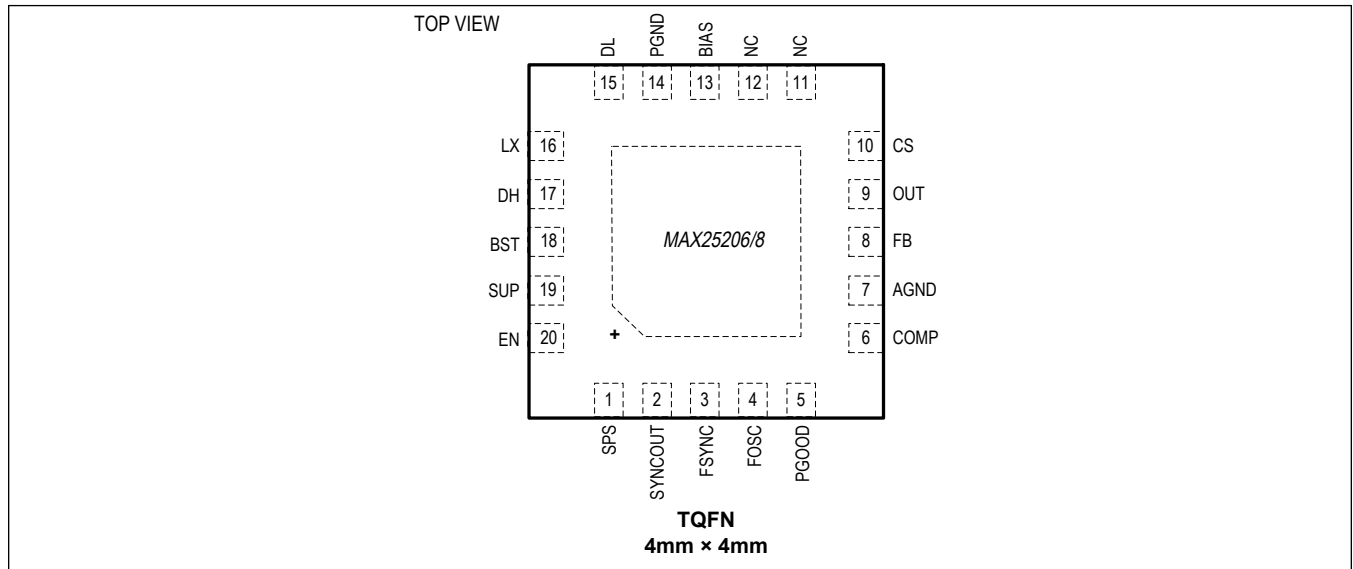 TOP VIEW
DL
PGND
BIAS
NC
NC
15
14
13
12
11
LX 16
10 CS
DH 17
9 OUT
BST 18
MAX25206/8
8 FB
SUP 19
7 AGND
EN 20
+
6 COMP
1
2
3
4
5
SPS
SYNCOUT
FSYNC
FOSC
PGOOD
TQFN
4mm × 4mm